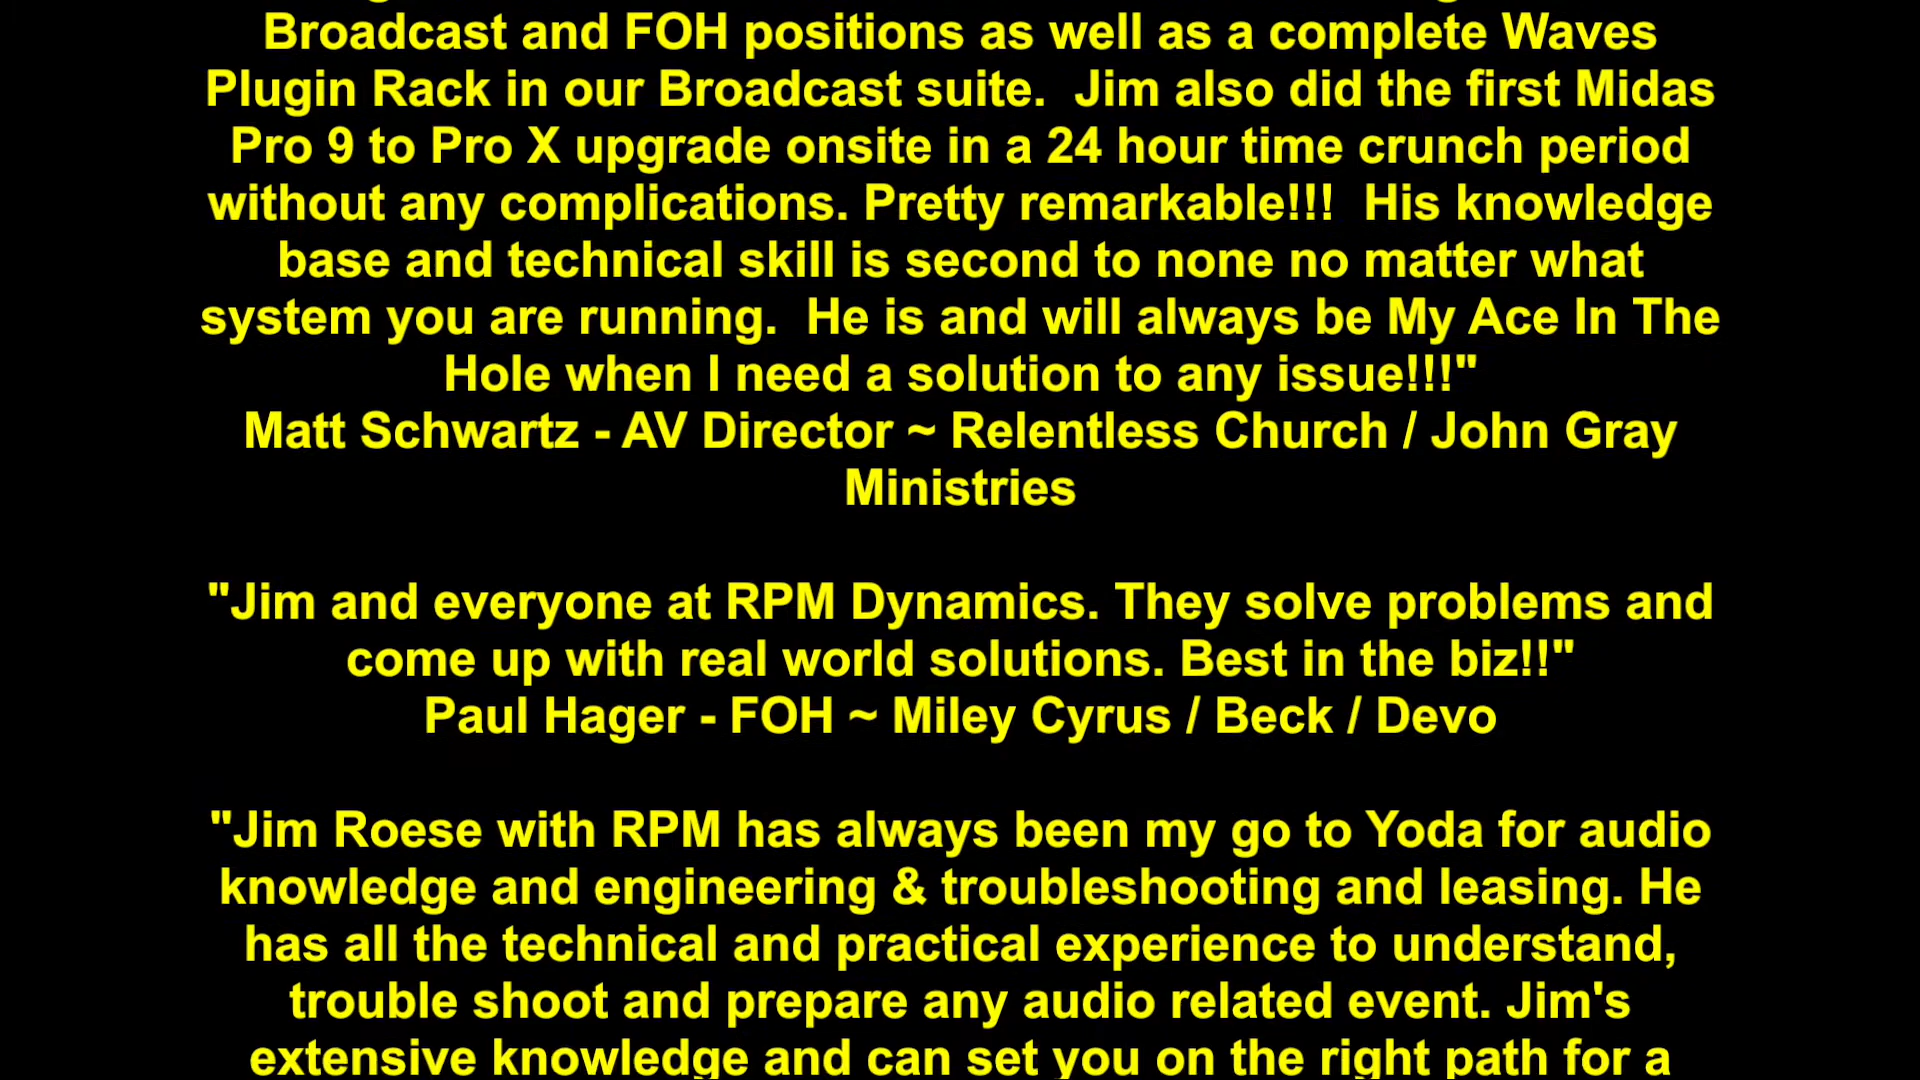 Broadcast and FOH positions as well as a complete Waves
Plugin Rack in our Broadcast suite.  Jim also did the first Midas
Pro 9 to Pro X upgrade onsite in a 24 hour time crunch period
without any complications. Pretty remarkable!!!  His knowledge
base and technical skill is second to none no matter what
system you are running.  He is and will always be My Ace In The
Hole when I need a solution to any issue!!!"
Matt Schwartz - AV Director ~ Relentless Church / John Gray
Ministries
"Jim and everyone at RPM Dynamics. They solve problems and
come up with real world solutions. Best in the biz!!"
Paul Hager - FOH ~ Miley Cyrus / Beck / Devo
"Jim Roese with RPM has always been my go to Yoda for audio
knowledge and engineering & troubleshooting and leasing. He
has all the technical and practical experience to understand,
trouble shoot and prepare any audio related event. Jim's
extensive knowledge and can set you on the right path for a